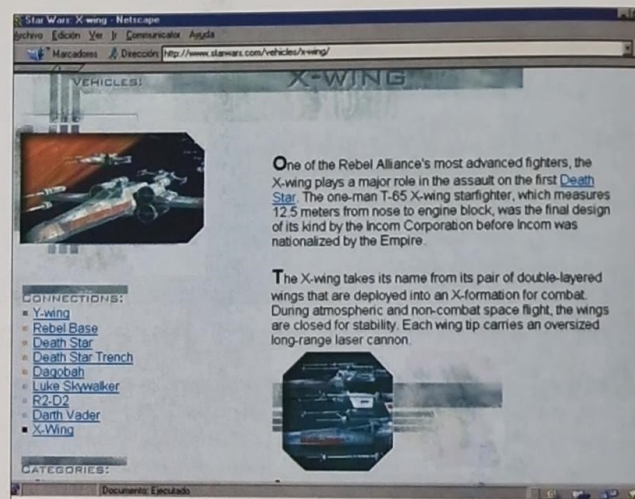 Star Wars: X-wing - Netscape
Archivo Edición Ver Ir Communicator Ayuda
Marcadores Dirección http://www.starwars.com/vehicles/x-wing/
VEHICLES:
X-WING
One of the Rebel Alliance's most advanced fighters, the
X-wing plays a major role in the assault on the first Death
Star. The one-man T-65 X-wing starfighter, which measures
12.5 meters from nose to engine block, was the final design
of its kind by the Incom Corporation before Incom was
nationalized by the Empire.
The X-wing takes its name from its pair of double-layered
wings that are deployed into an X-formation for combat.
During atmospheric and non-combat space flight, the wings
are closed for stability. Each wing tip carries an oversized
long-range laser cannon.
CONNECTIONS:
Y-wing
Rebel Base
Death Star
Death Star Trench
Dagobah
Luke Skywalker
R2-D2
Darth Vader
X-Wing
CATEGORIES:
Documento: Ejecutado